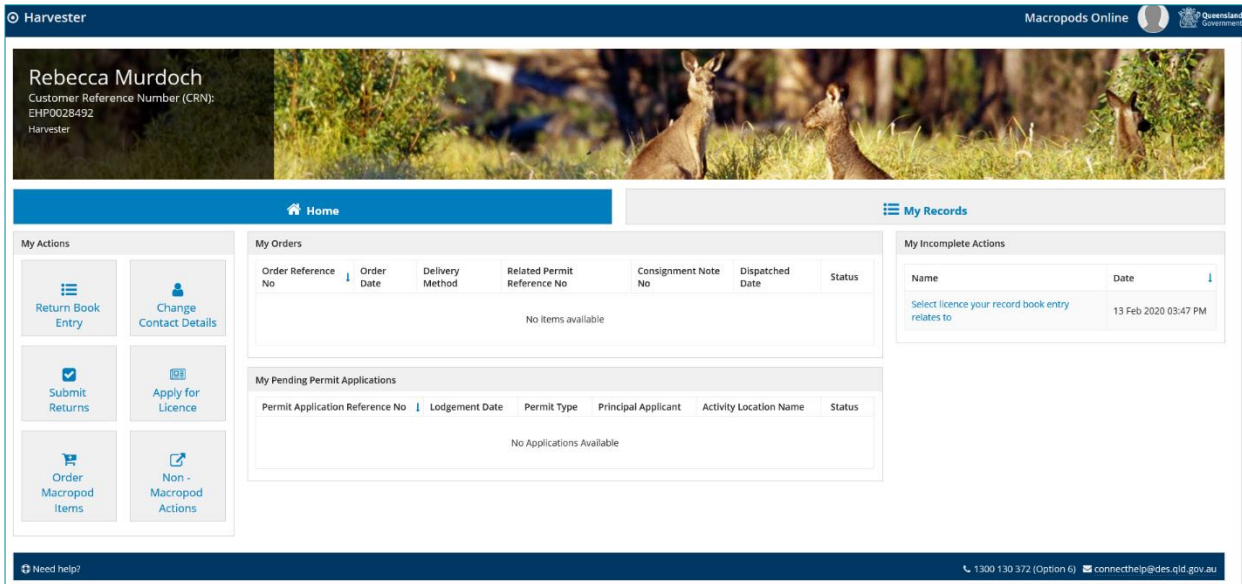 Harvester
Macropods Online
Queensland
Government
Rebecca Murdoch
Customer Reference Number (CRN):
EHP0028492
Harvester
Home
My Records
My Actions
Return Book
Entry
Change
Contact Details
Submit
Returns
Apply for
Licence
Order
Macropod
Items
Non -
Macropod
Actions
My Orders
Order Reference
No
Order
Date
Delivery
Method
Related Permit
Reference No
Consignment Note
No
Dispatched
Date
Status
No items available
My Pending Permit Applications
Permit Application Reference No
Lodgement Date
Permit Type
Principal Applicant
Activity Location Name
Status
No Applications Available
My Incomplete Actions
Name
Date
Select licence your record book entry
relates to
13 Feb 2020 03:47 PM
Need help?
1300 130 372 (Option 6)
connecthelp@des.qld.gov.au